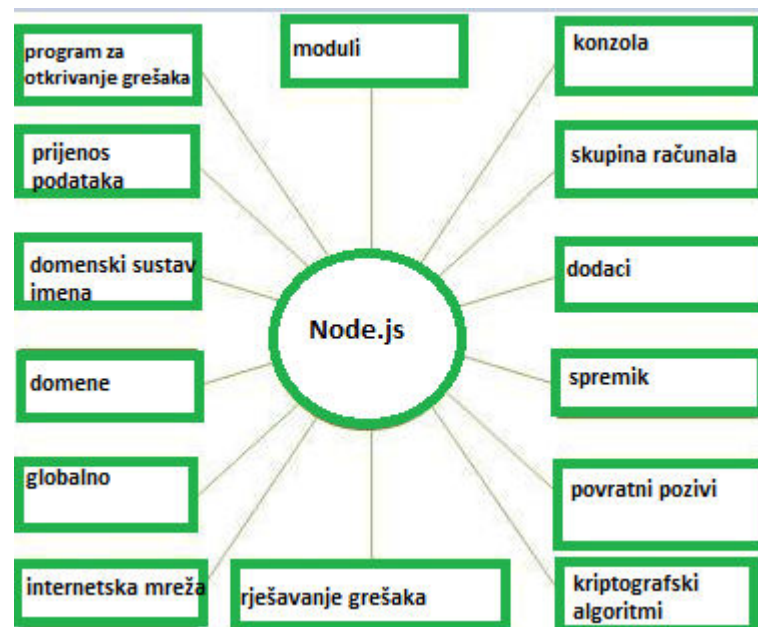 program za
otkrivanje grešaka
moduli
konzola
prijenos
podataka
skupina računala
domenski sustav
imena
dodaci
Node.js
domene
spremik
globalno
povratni pozivi
internetska mreža
rješavanje grešaka
kriptografski
algoritmi